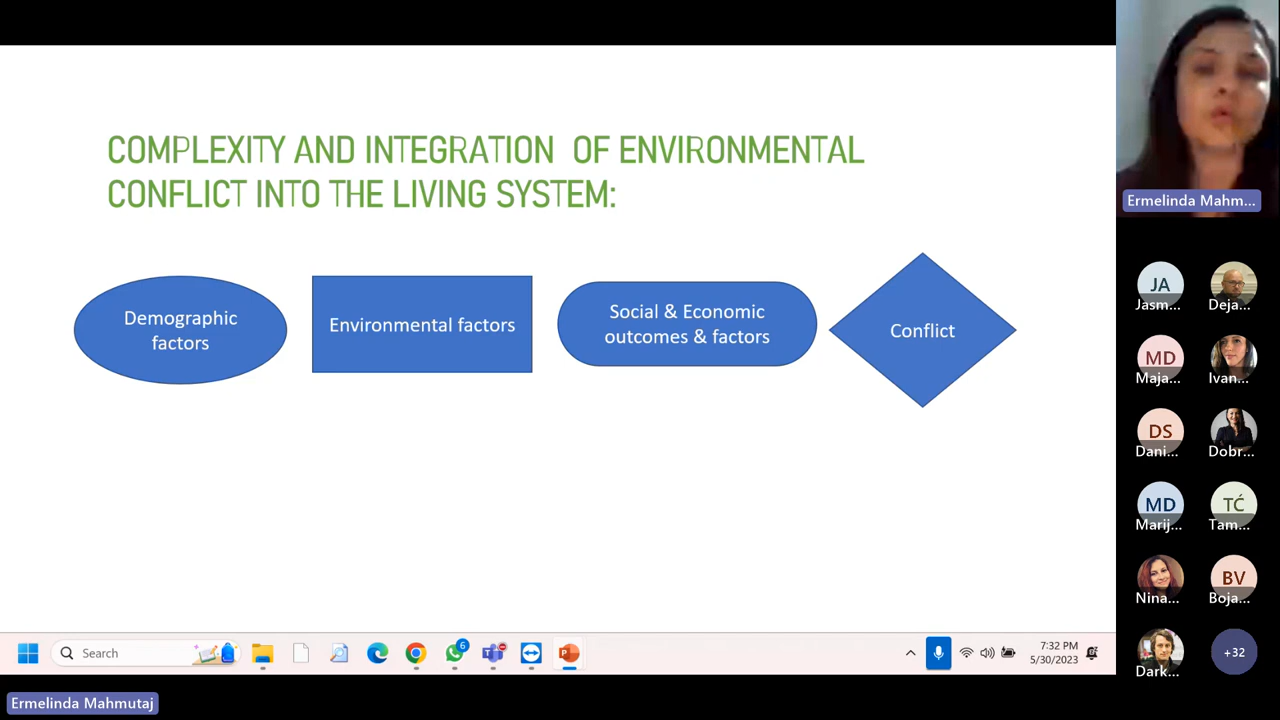 COMPLEXITY AND INTEGRATION OF ENVIRONMENTAL
CONFLICT INTO THE LIVING SYSTEM:
Demographic
factors
Environmental factors
Social & Economic
outcomes & factors
Conflict
Ermelinda Mahm...
JA
Jasm...
Deja...
MD
Maja...
Ivan...
DS
Dani...
Dobr...
MD
Marij...
TĆ
Tam...
Nina...
BV
Boja...
Dark...
+32
Search
6
7:32 PM
5/30/2023
Ermelinda Mahmutaj